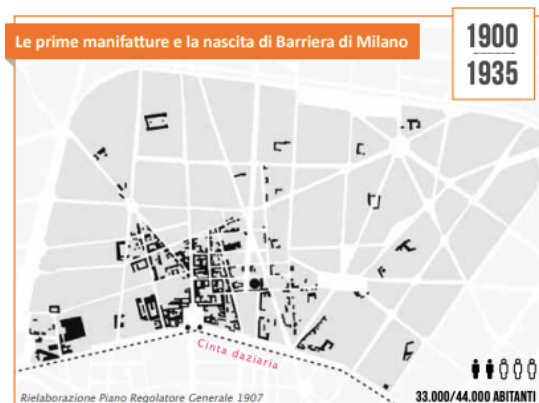 Le prime manifatture e la nascita di Barriera di Milano
1900
1935
Cinta daziaria
Rielaborazione Piano Regolatore Generale 1907
33.000/44.000 ABITANTI